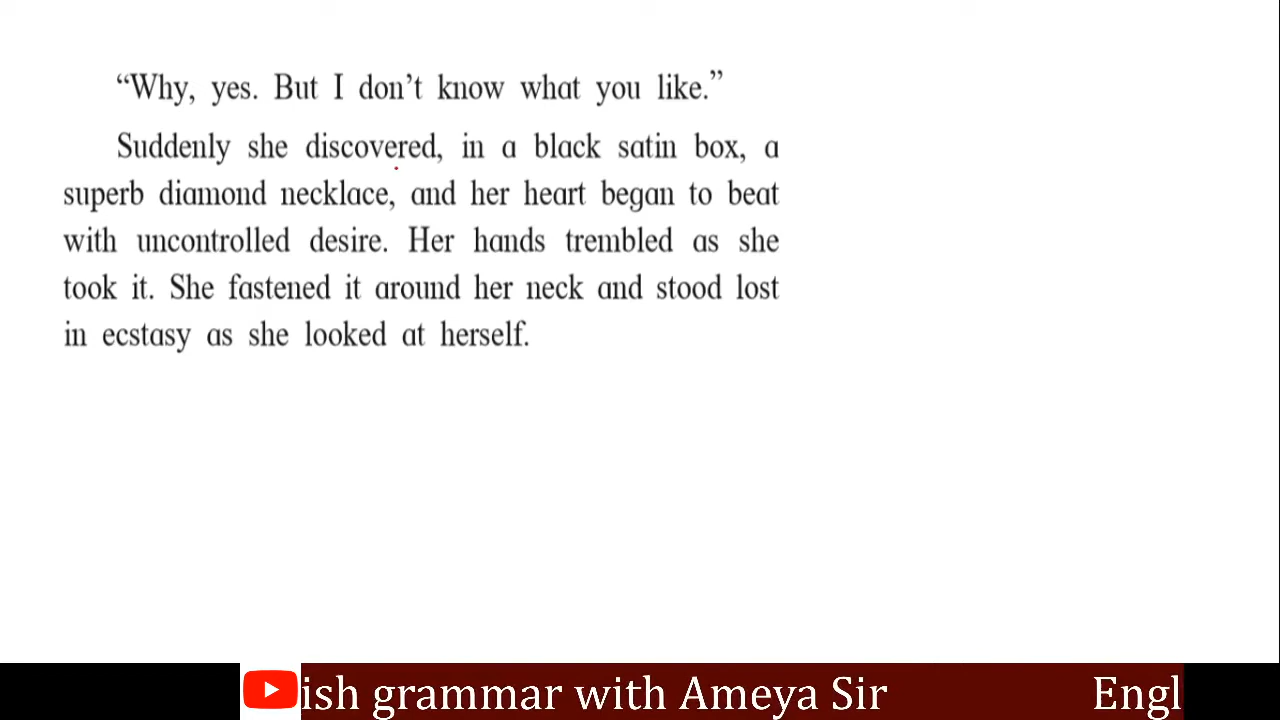 “Why, yes. But I don’t know what you like.”
Suddenly she discovered, in a black satin box, a
superb diamond necklace, and her heart began to beat
with uncontrolled desire. Her hands trembled as she
took it. She fastened it around her neck and stood lost
in ecstasy as she looked at herself.
ish grammar with Ameya Sir Engl